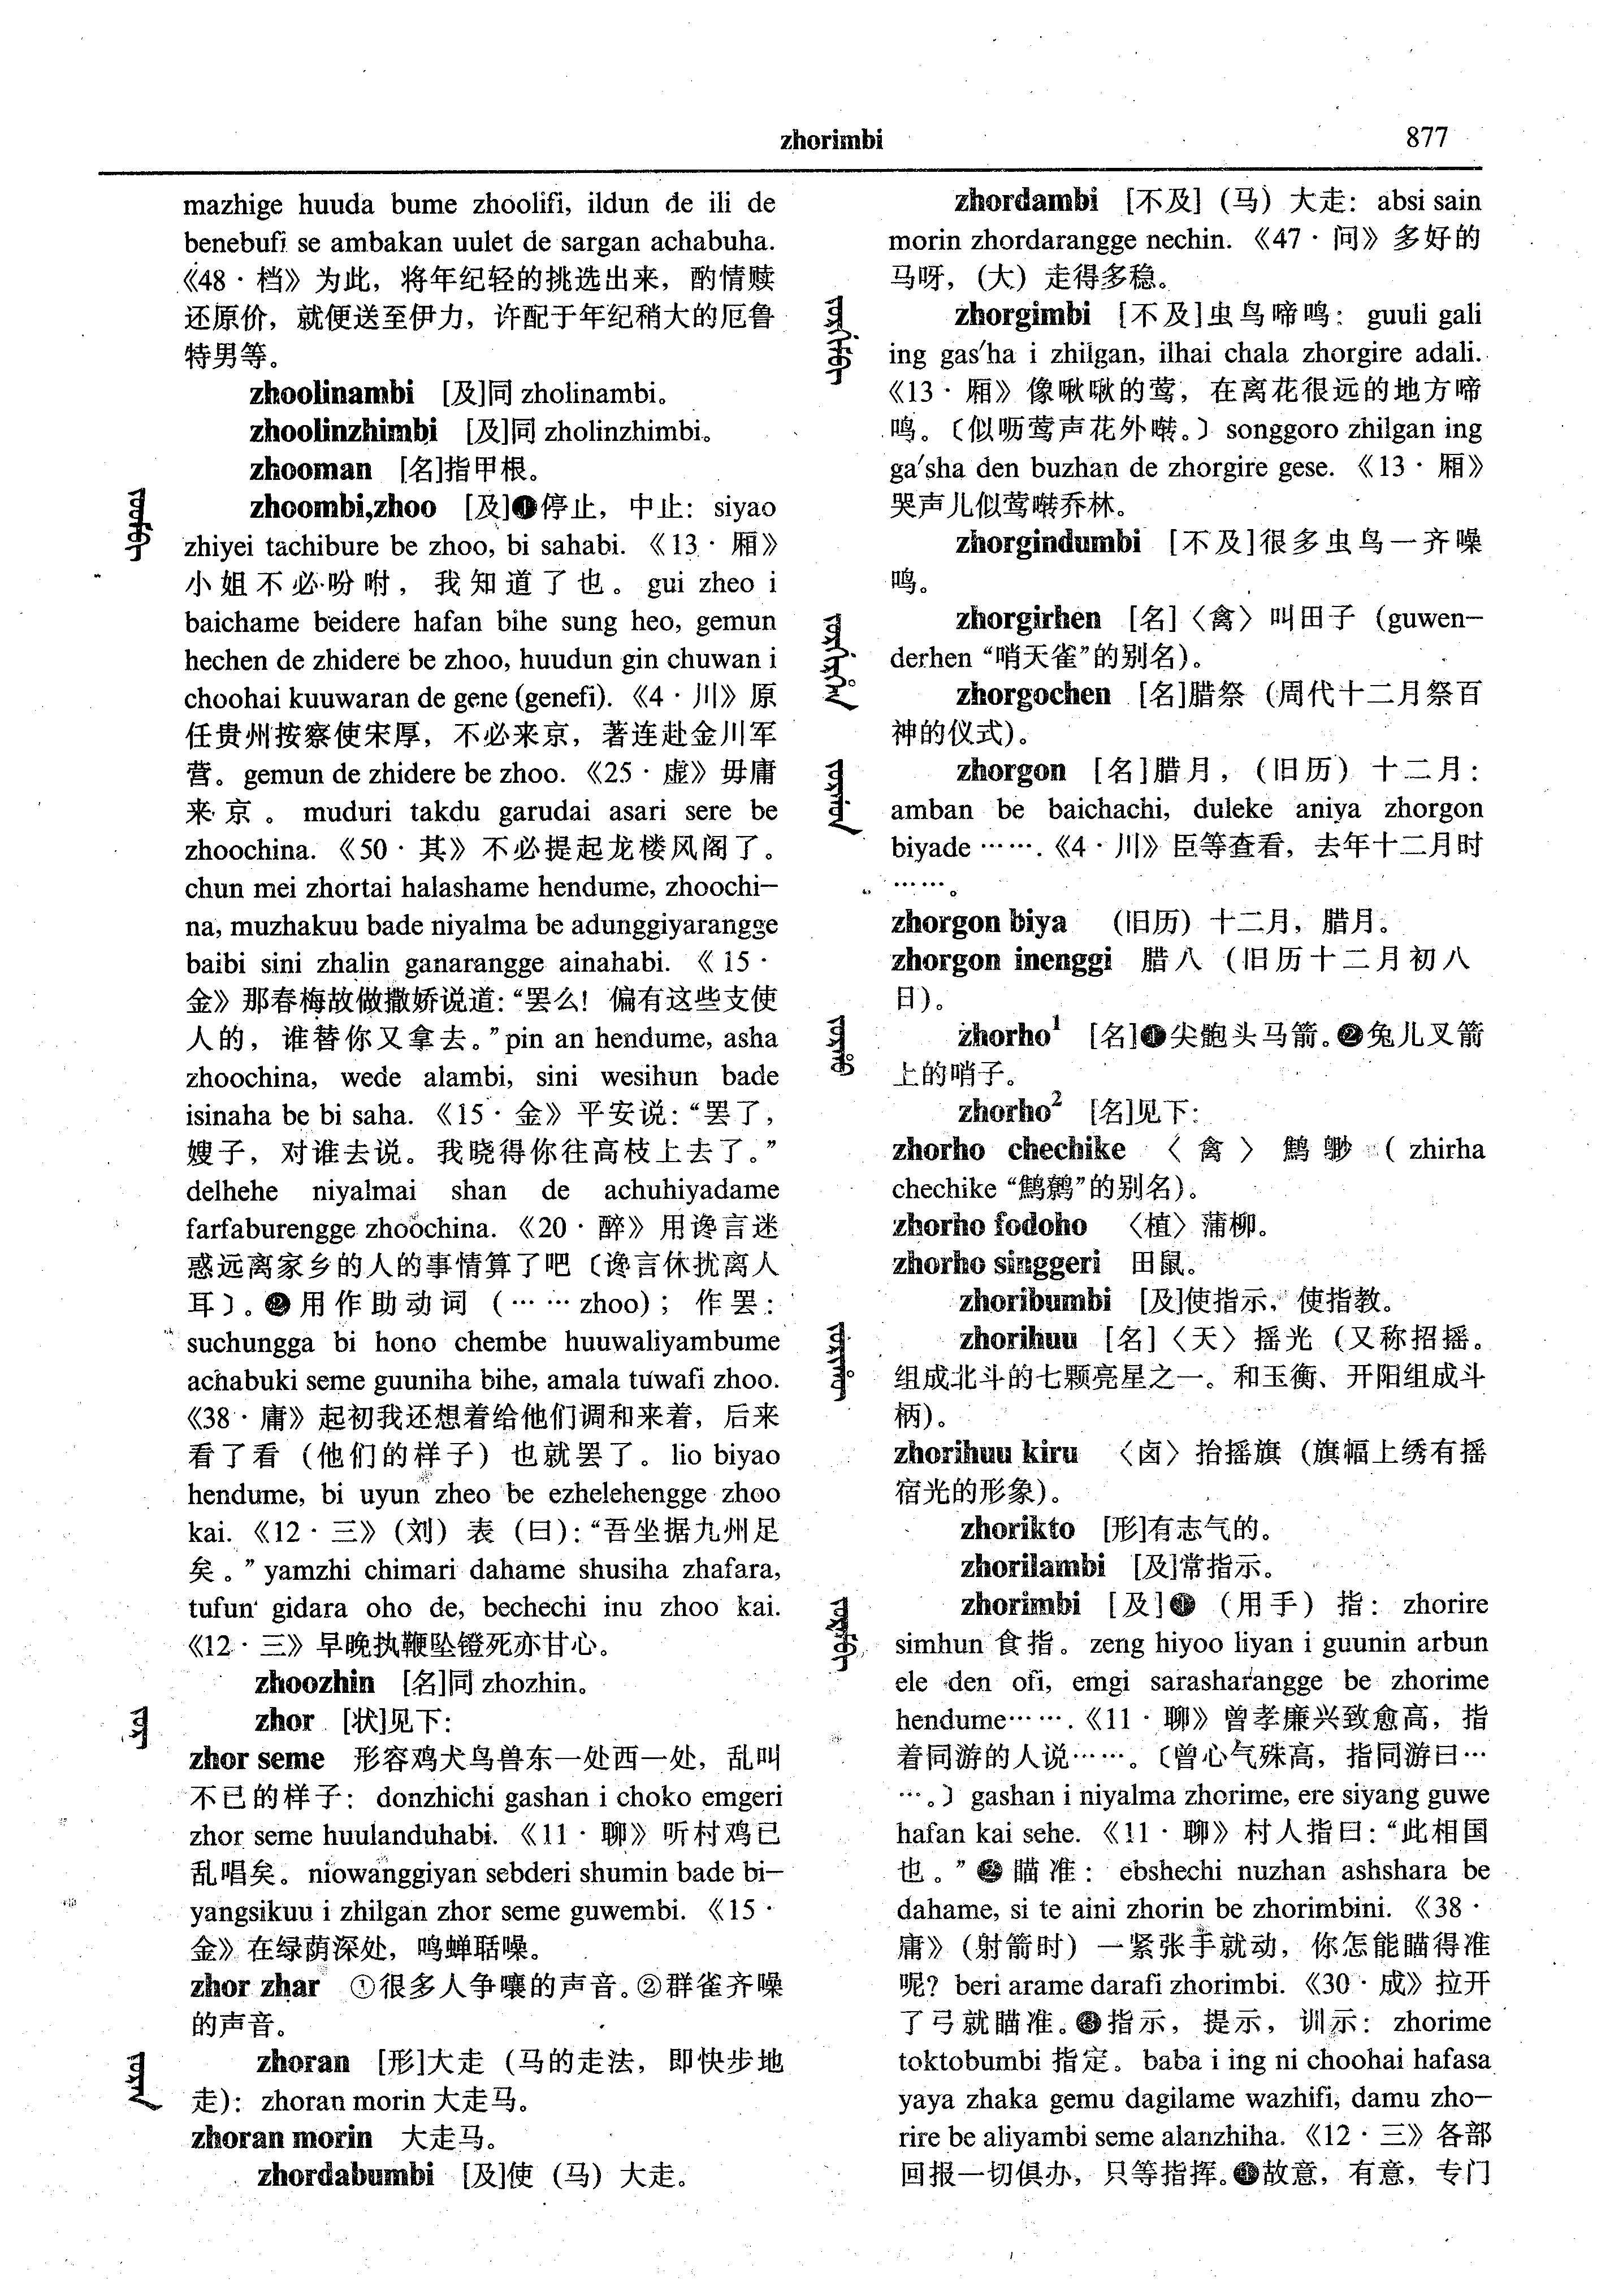 zhorimbi
877
mazhige huuda bume zhoolifi, ildun de ili de
benebufi se ambakan uulet de sargan achabuha.
《48·档》为此，将年纪轻的挑选出来，酌情赎
还原价，就便送至伊力，许配于年纪稍大的厄鲁
特男等。
zhoolinambi [及]同 zholinambi。
zhoolinzhimbi [及]同 zholinzhimbi。
zhooman [名]指甲根。
zhoombi,zhoo [及]❶停止，中止：siyao
zhiyei tachibure be zhoo, bi sahabi. 《13·厢》
小姐不必吩咐，我知道了也。gui zheo i
baichame beidere hafan bihe sung heo, gemun
hechen de zhidere be zhoo, huudun gin chuwan i
choohai kuuwaran de gene (genefi). 《4·川》原
任贵州按察使宋厚，不必来京，著连赴金川军
营。gemun de zhidere be zhoo. 《25·虚》毋庸
来京。muduri takdu garudai asari sere be
zhoochina. 《50·其》不必提起龙楼风阁了。
chun mei zhortai halashame hendume, zhoochi—
na, muzhakuu bade niyalma be adunggiyarangge
baibi sini zhalin ganarangge ainahabi. 《15·
金》那春梅故做撒娇说道：“罢么！偏有这些支使
人的，谁替你又拿去。”pin an hendume, asha
zhoochina, wede alambi, sini wesihun bade
isinaha be bi saha. 《15·金》平安说：“罢了，
嫂子，对谁去说。我晓得你往高枝上去了。”
delhehe niyalmai shan de achuhiyadame
farfaburengge zhoochina. 《20·醉》用谗言迷
惑远离家乡的人的事情算了吧〔谗言休扰离人
耳〕。❷用作助动词（……zhoo）；作罢：
suchungga bi hono chembe huuwaliyambume
achabuki seme guuniha bihe, amala tuwafi zhoo.
《38·庸》起初我还想着给他们调和来着，后来
看了看（他们的样子）也就罢了。lio biyao
hendume, bi uyun zheo be ezhelehengge zhoo
kai. 《12·三》（刘）表（曰）：“吾坐据九州足
矣。”yamzhi chimari dahame shusiha zhafara,
tufun gidara oho de, bechechi inu zhoo kai.
《12·三》早晚执鞭坠镫死亦甘心。
zhoozhin [名]同 zhozhin。
zhor [状]见下：
zhor seme 形容鸡犬鸟兽东一处西一处，乱叫
不已的样子：donzhichi gashan i choko emgeri
zhor seme huulanduhabi. 《11·聊》听村鸡已
乱唱矣。niowanggiyan sebderi shumin bade bi—
yangsikuu i zhilgan zhor seme guwembi. 《15·
金》在绿荫深处，鸣蝉聒噪。
zhor zhar ①很多人争嚷的声音。②群雀齐噪
的声音。
zhoran [形]大走（马的走法，即快步地
走）：zhoran morin 大走马。
zhoran morin 大走马。
zhordabumbi [及]使（马）大走。
zhordambi [不及]（马）大走：absi sain
morin zhordarangge nechin. 《47·问》多好的
马呀，（大）走得多稳。
zhorgimbi [不及]虫鸟啼鸣：guuli gali
ing gas'ha i zhilgan, ilhai chala zhorgire adali.
《13·厢》像啾啾的莺，在离花很远的地方啼
鸣。〔似呖莺声花外啭。〕songgoro zhilgan ing
ga'sha den buzhan de zhorgire gese. 《13·厢》
哭声儿似莺啭乔林。
zhorgindumbi [不及]很多虫鸟一齐噪
鸣。
zhorgirhen [名]〈禽〉叫田子（guwen—
derhen “哨天雀”的别名）。
zhorgochen [名]腊祭（周代十二月祭百
神的仪式）。
zhorgon [名]腊月，（旧历）十二月：
amban be baichachi, duleke aniya zhorgon
biyade ……. 《4·川》臣等查看，去年十二月时
……。
zhorgon biya （旧历）十二月，腊月。
zhorgon inenggi 腊八（旧历十二月初八
日）。
zhorho¹ [名]❶尖骲头马箭。❷兔儿叉箭
上的哨子。
zhorho² [名]见下：
zhorho chechike 〈禽〉鹪（zhirha
chechike “鹪鹩”的别名）。
zhorho fodoho 〈植〉蒲柳。
zhorho singgeri 田鼠。
zhoribumbi [及]使指示，使指教。
zhorihuu [名]〈天〉摇光（又称招摇。
组成北斗的七颗亮星之一。和玉衡、开阳组成斗
柄）。
zhorihuu kiru 〈卤〉抬摇旗（旗幅上绣有摇
宿光的形象）。
zhorikto [形]有志气的。
zhorilambi [及]常指示。
zhorimbi [及]❶（用手）指：zhorire
simhun 食指。zeng hiyoo liyan i guunin arbun
ele den ofi, emgi sarasharangge be zhorime
hendume……. 《11·聊》曾孝廉兴致愈高，指
着同游的人说……。〔曾心气殊高，指同游曰…
…。〕gashan i niyalma zhorime, ere siyang guwe
hafan kai sehe. 《11·聊》村人指曰：“此相国
也。”❷瞄准：ebshechi nuzhan ashshara be
dahame, si te aini zhorin be zhorimbini. 《38·
庸》（射箭时）一紧张手就动，你怎能瞄得准
呢？beri arame darafi zhorimbi. 《30·成》拉开
了弓就瞄准。❸指示，提示，训示：zhorime
toktobumbi 指定。baba i ing ni choohai hafasa
yaya zhaka gemu dagilame wazhifi, damu zho—
rire be aliyambi seme alanzhiha. 《12·三》各部
回报一切俱办，只等指挥。❹故意，有意，专门